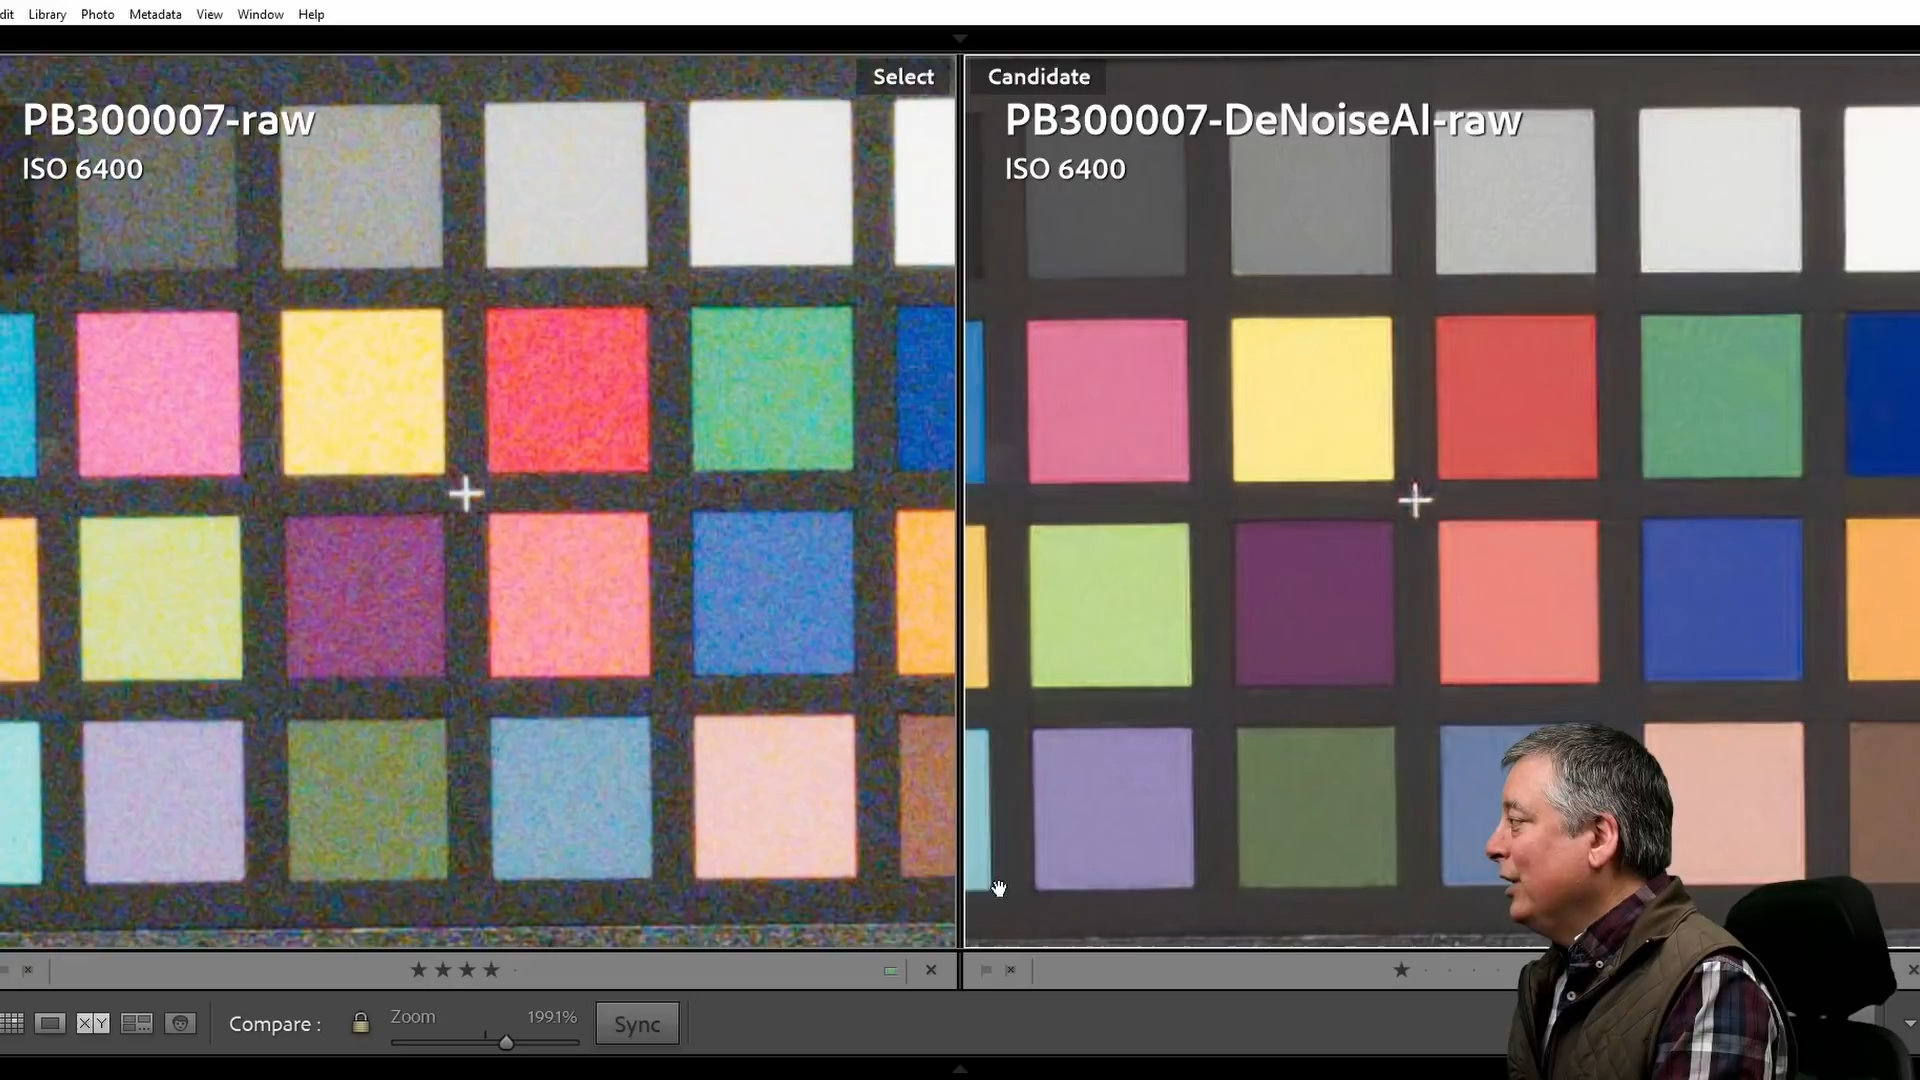 dit Library Photo Metadata View Window Help
Select
PB300007-raw
ISO 6400
Candidate
PB300007-DeNoiseAI-raw
ISO 6400
Compare : Zoom 199.1% Sync
XY